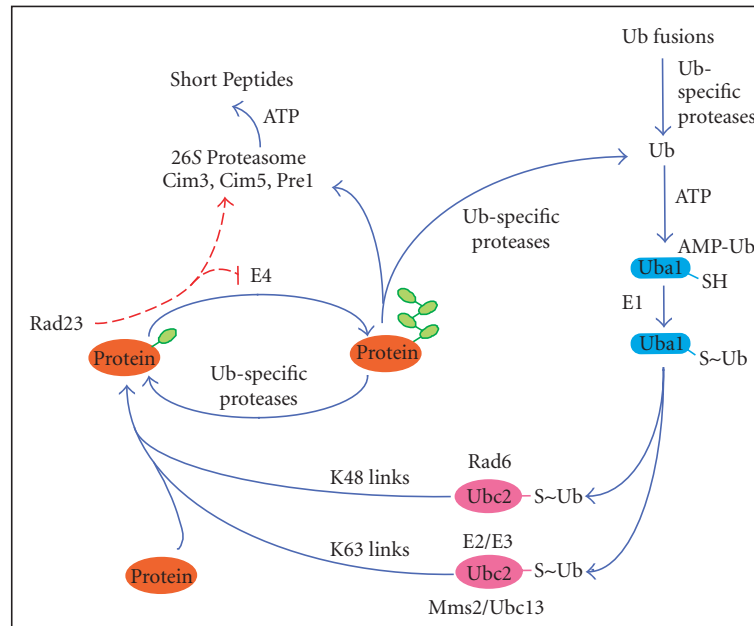 Ub fusions
Ub-
specific
proteases
Short Peptides
ATP
26S Proteasome
Cim3, Cim5, Pre1
Ub
ATP
Ub-specific
proteases
AMP-Ub
Uba1
SH
E4
E1
Rad23
Protein
Protein
Uba1
S~Ub
Ub-specific
proteases
Rad6
K48 links
Ubc2
S~Ub
E2/E3
K63 links
Ubc2
S~Ub
Protein
Mms2/Ubc13